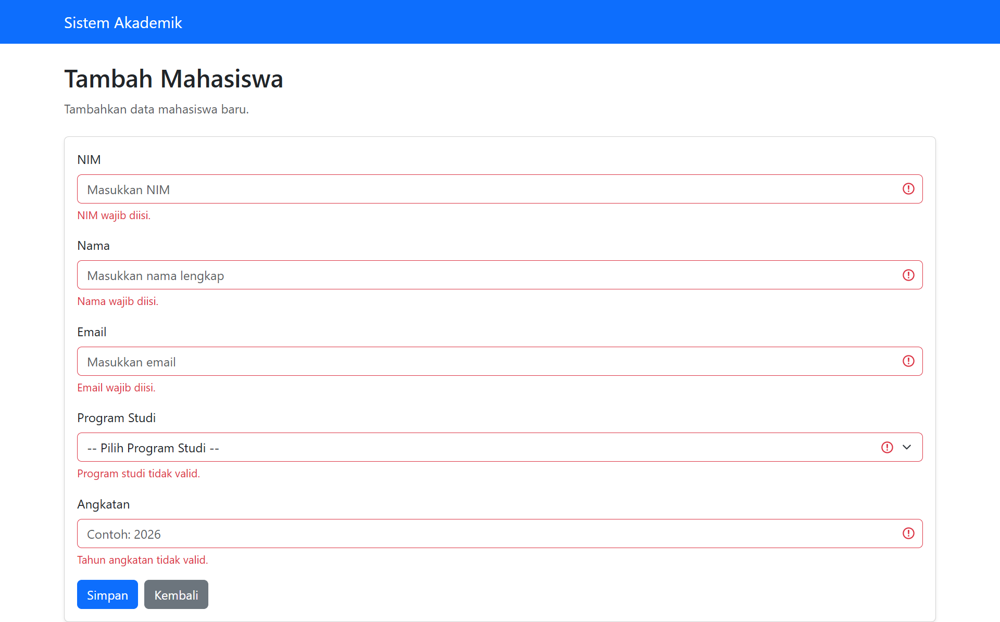 Sistem Akademik
Tambah Mahasiswa
Tambahkan data mahasiswa baru.
NIM
Masukkan NIM
NIM wajib diisi.
Nama
Masukkan nama lengkap
Nama wajib diisi.
Email
Masukkan email
Email wajib diisi.
Program Studi
-- Pilih Program Studi --
Program studi tidak valid.
Angkatan
Contoh: 2026
Tahun angkatan tidak valid.
Simpan Kembali